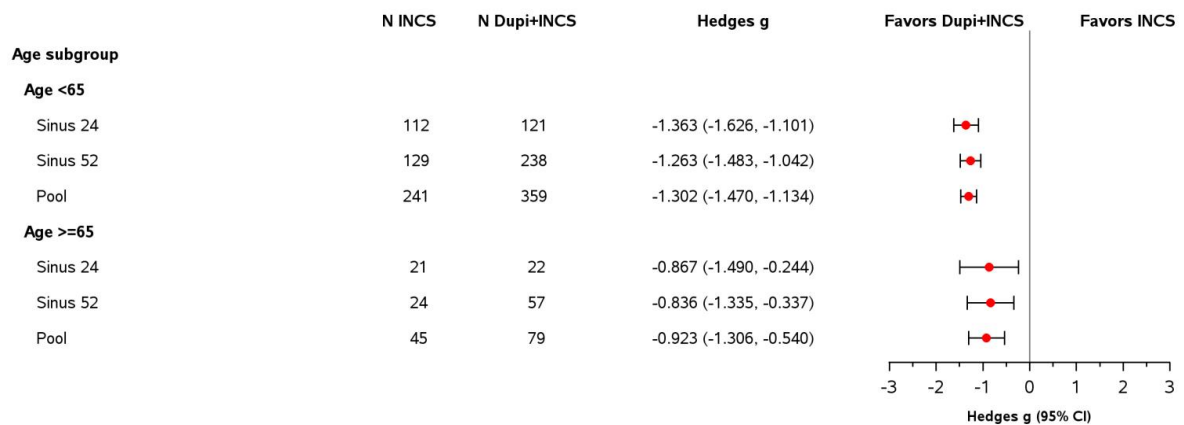 N INCS N Dupi+INCS Hedges g Favors Dupi+INCS Favors INCS
Age subgroup
Age <65
Sinus 24 112 121 -1.363 (-1.626, -1.101)
Sinus 52 129 238 -1.263 (-1.483, -1.042)
Pool 241 359 -1.302 (-1.470, -1.134)
Age >=65
Sinus 24 21 22 -0.867 (-1.490, -0.244)
Sinus 52 24 57 -0.836 (-1.335, -0.337)
Pool 45 79 -0.923 (-1.306, -0.540)
-3 -2 -1 0 1 2 3
Hedges g (95% CI)